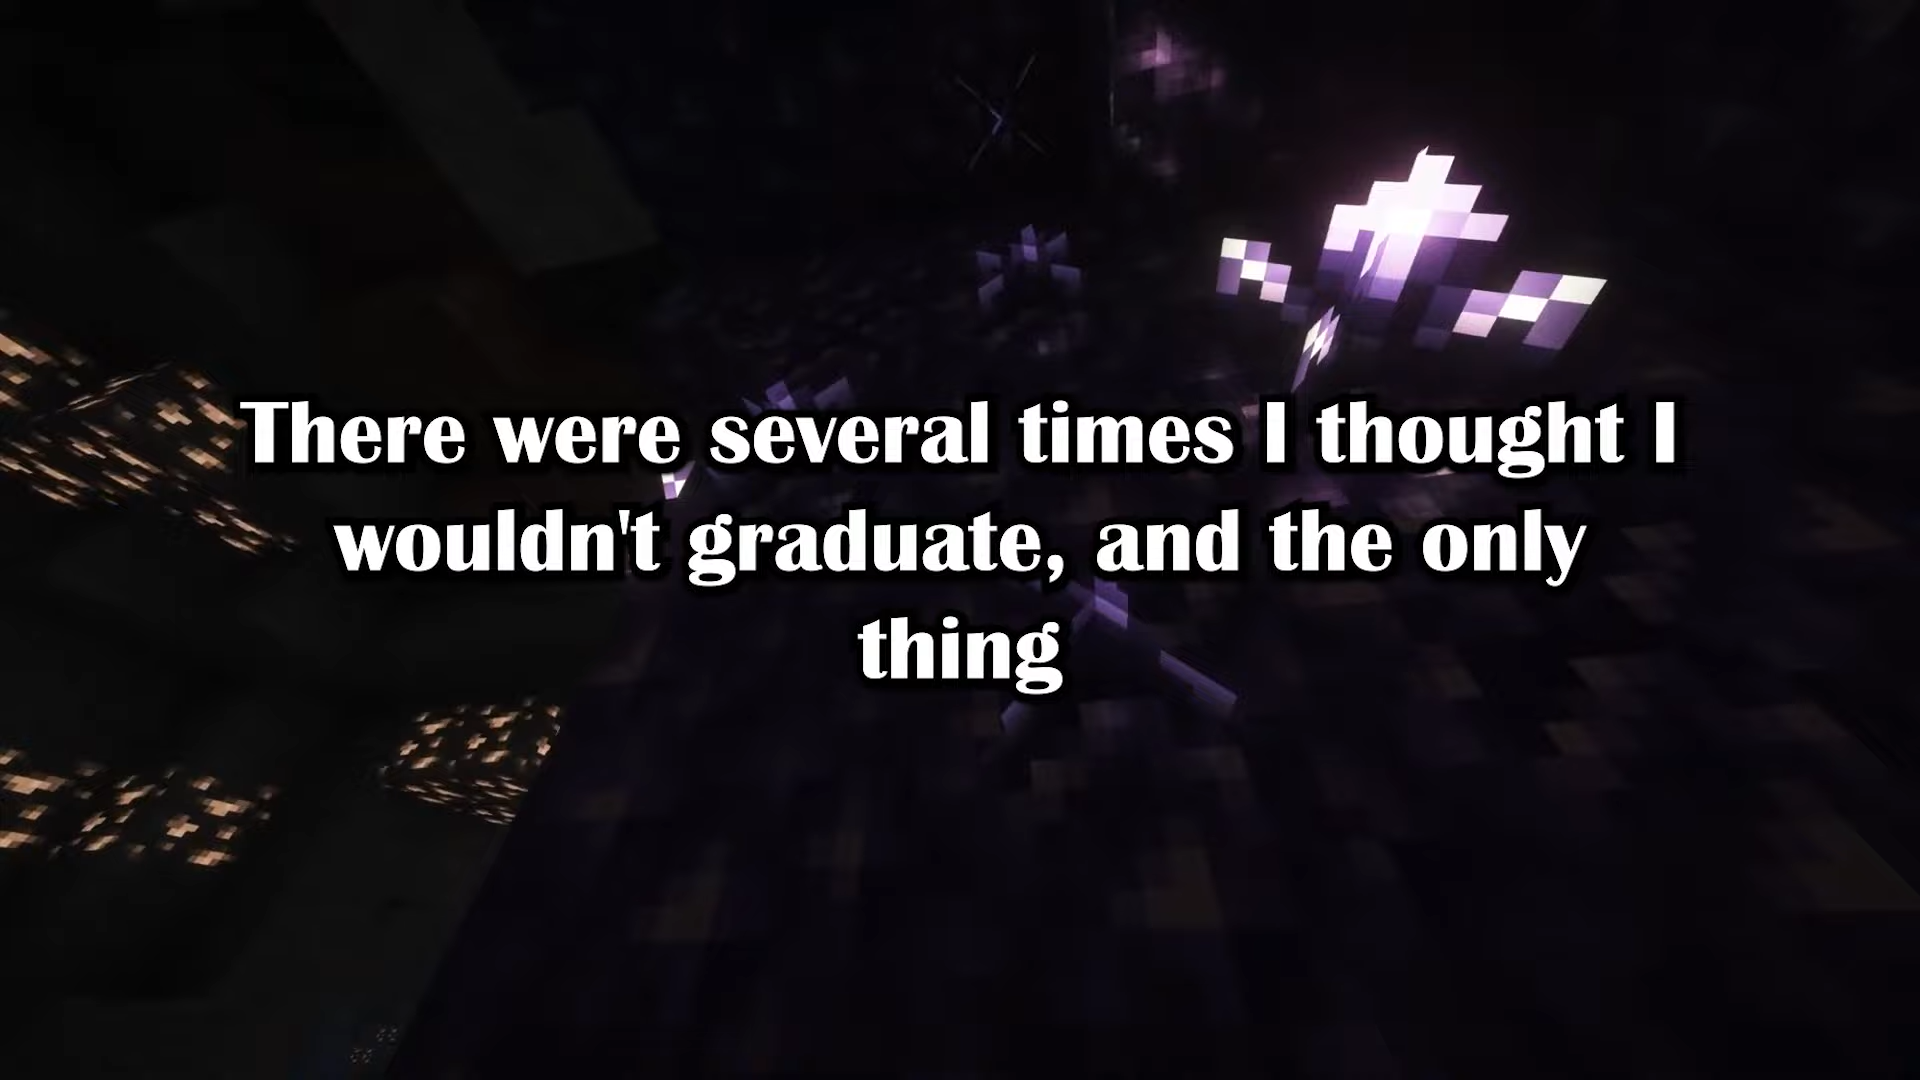 There were several times I thought I
wouldn't graduate, and the only
thing